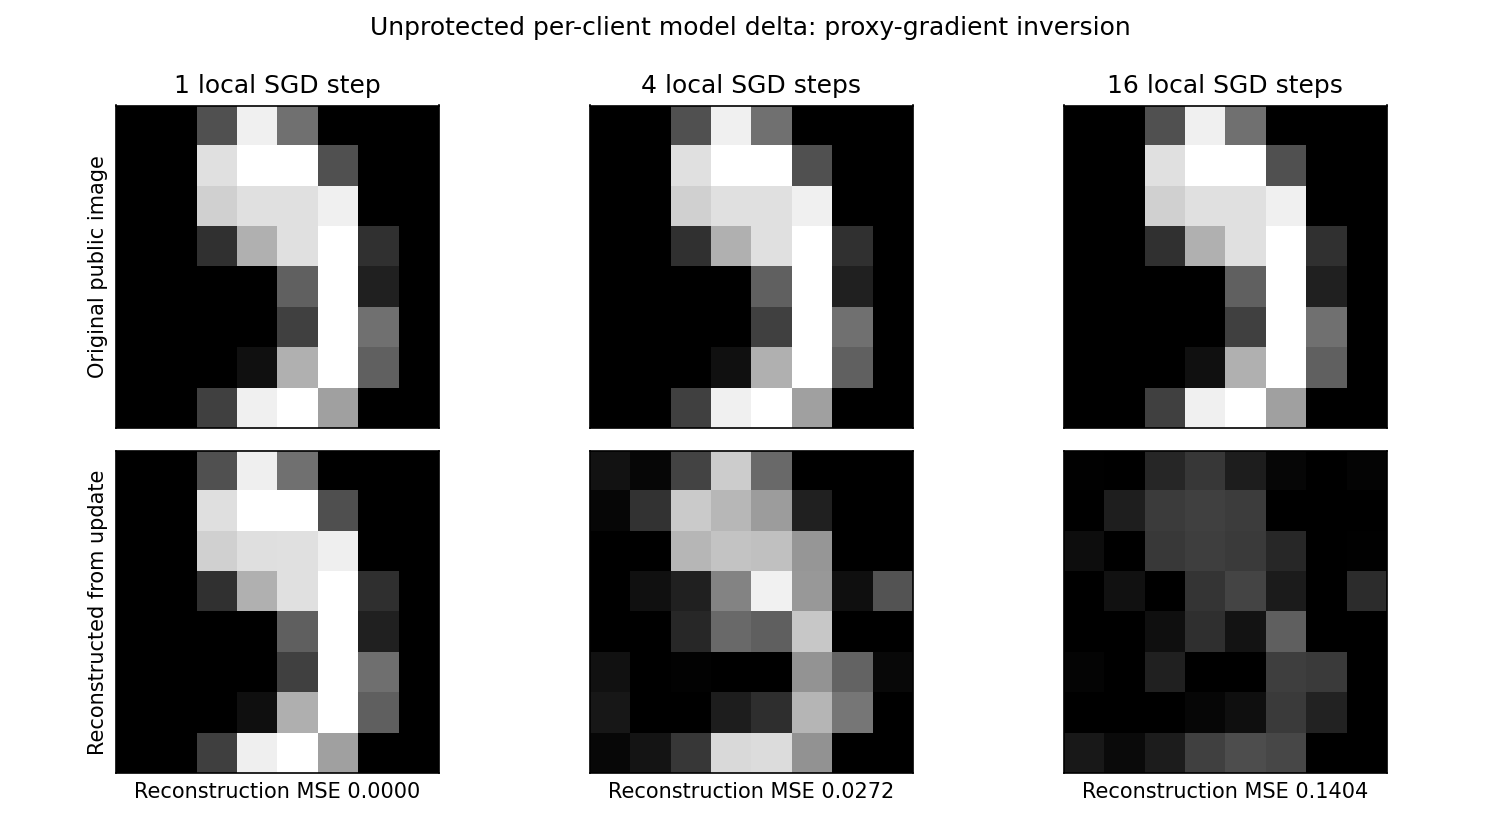 Unprotected per-client model delta: proxy-gradient inversion
1 local SGD step
4 local SGD steps
16 local SGD steps
Original public image
Reconstructed from update
Reconstruction MSE 0.0000
Reconstruction MSE 0.0272
Reconstruction MSE 0.1404